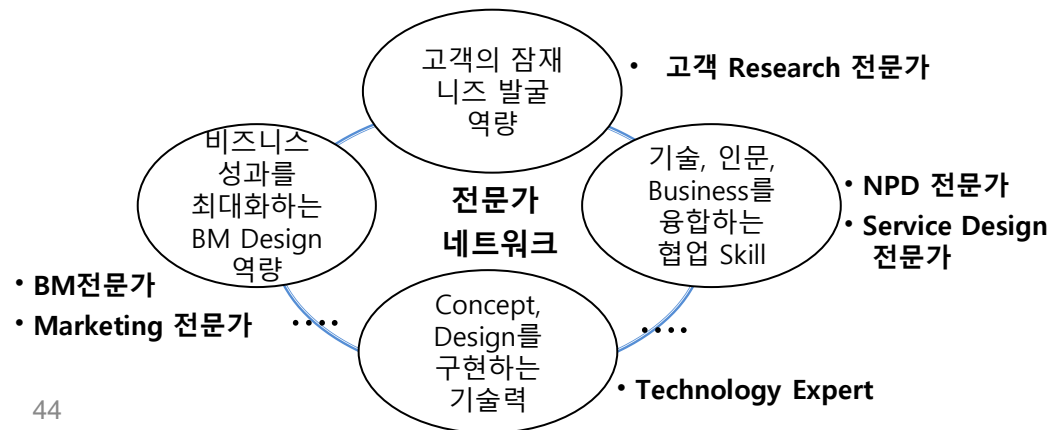 고객의 잠재
니즈 발굴
역량
• 고객 Research 전문가
비즈니스
성과를
최대화하는
BM Design
역량
전문가
네트워크
기술, 인문,
Business를
융합하는
협업 Skill
• NPD 전문가
• Service Design
전문가
• BM전문가
• Marketing 전문가
....
Concept,
Design를
구현하는
기술력
....
• Technology Expert
44